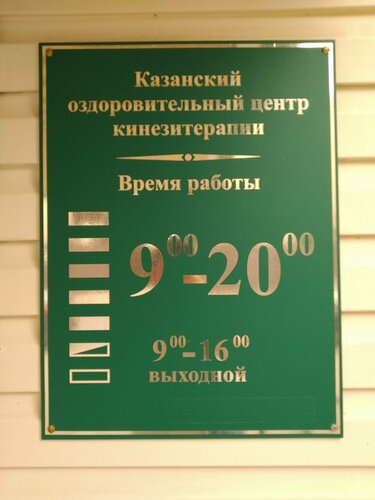 Казанский
оздоровительный центр
кинезитерапии
Время работы
9⁰⁰-20⁰⁰
9⁰⁰-16⁰⁰
выходной